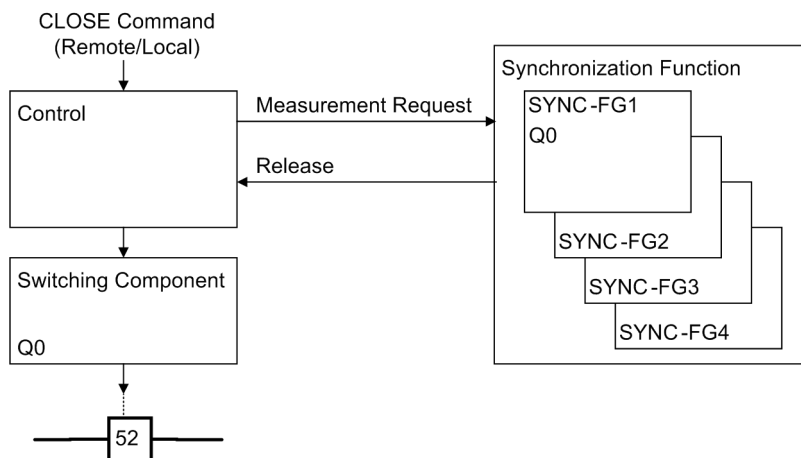 CLOSE Command
(Remote/Local)
Control
Measurement Request
Release
Synchronization Function
SYNC-FG1
Q0
SYNC-FG2
SYNC-FG3
SYNC-FG4
Switching Component
Q0
52